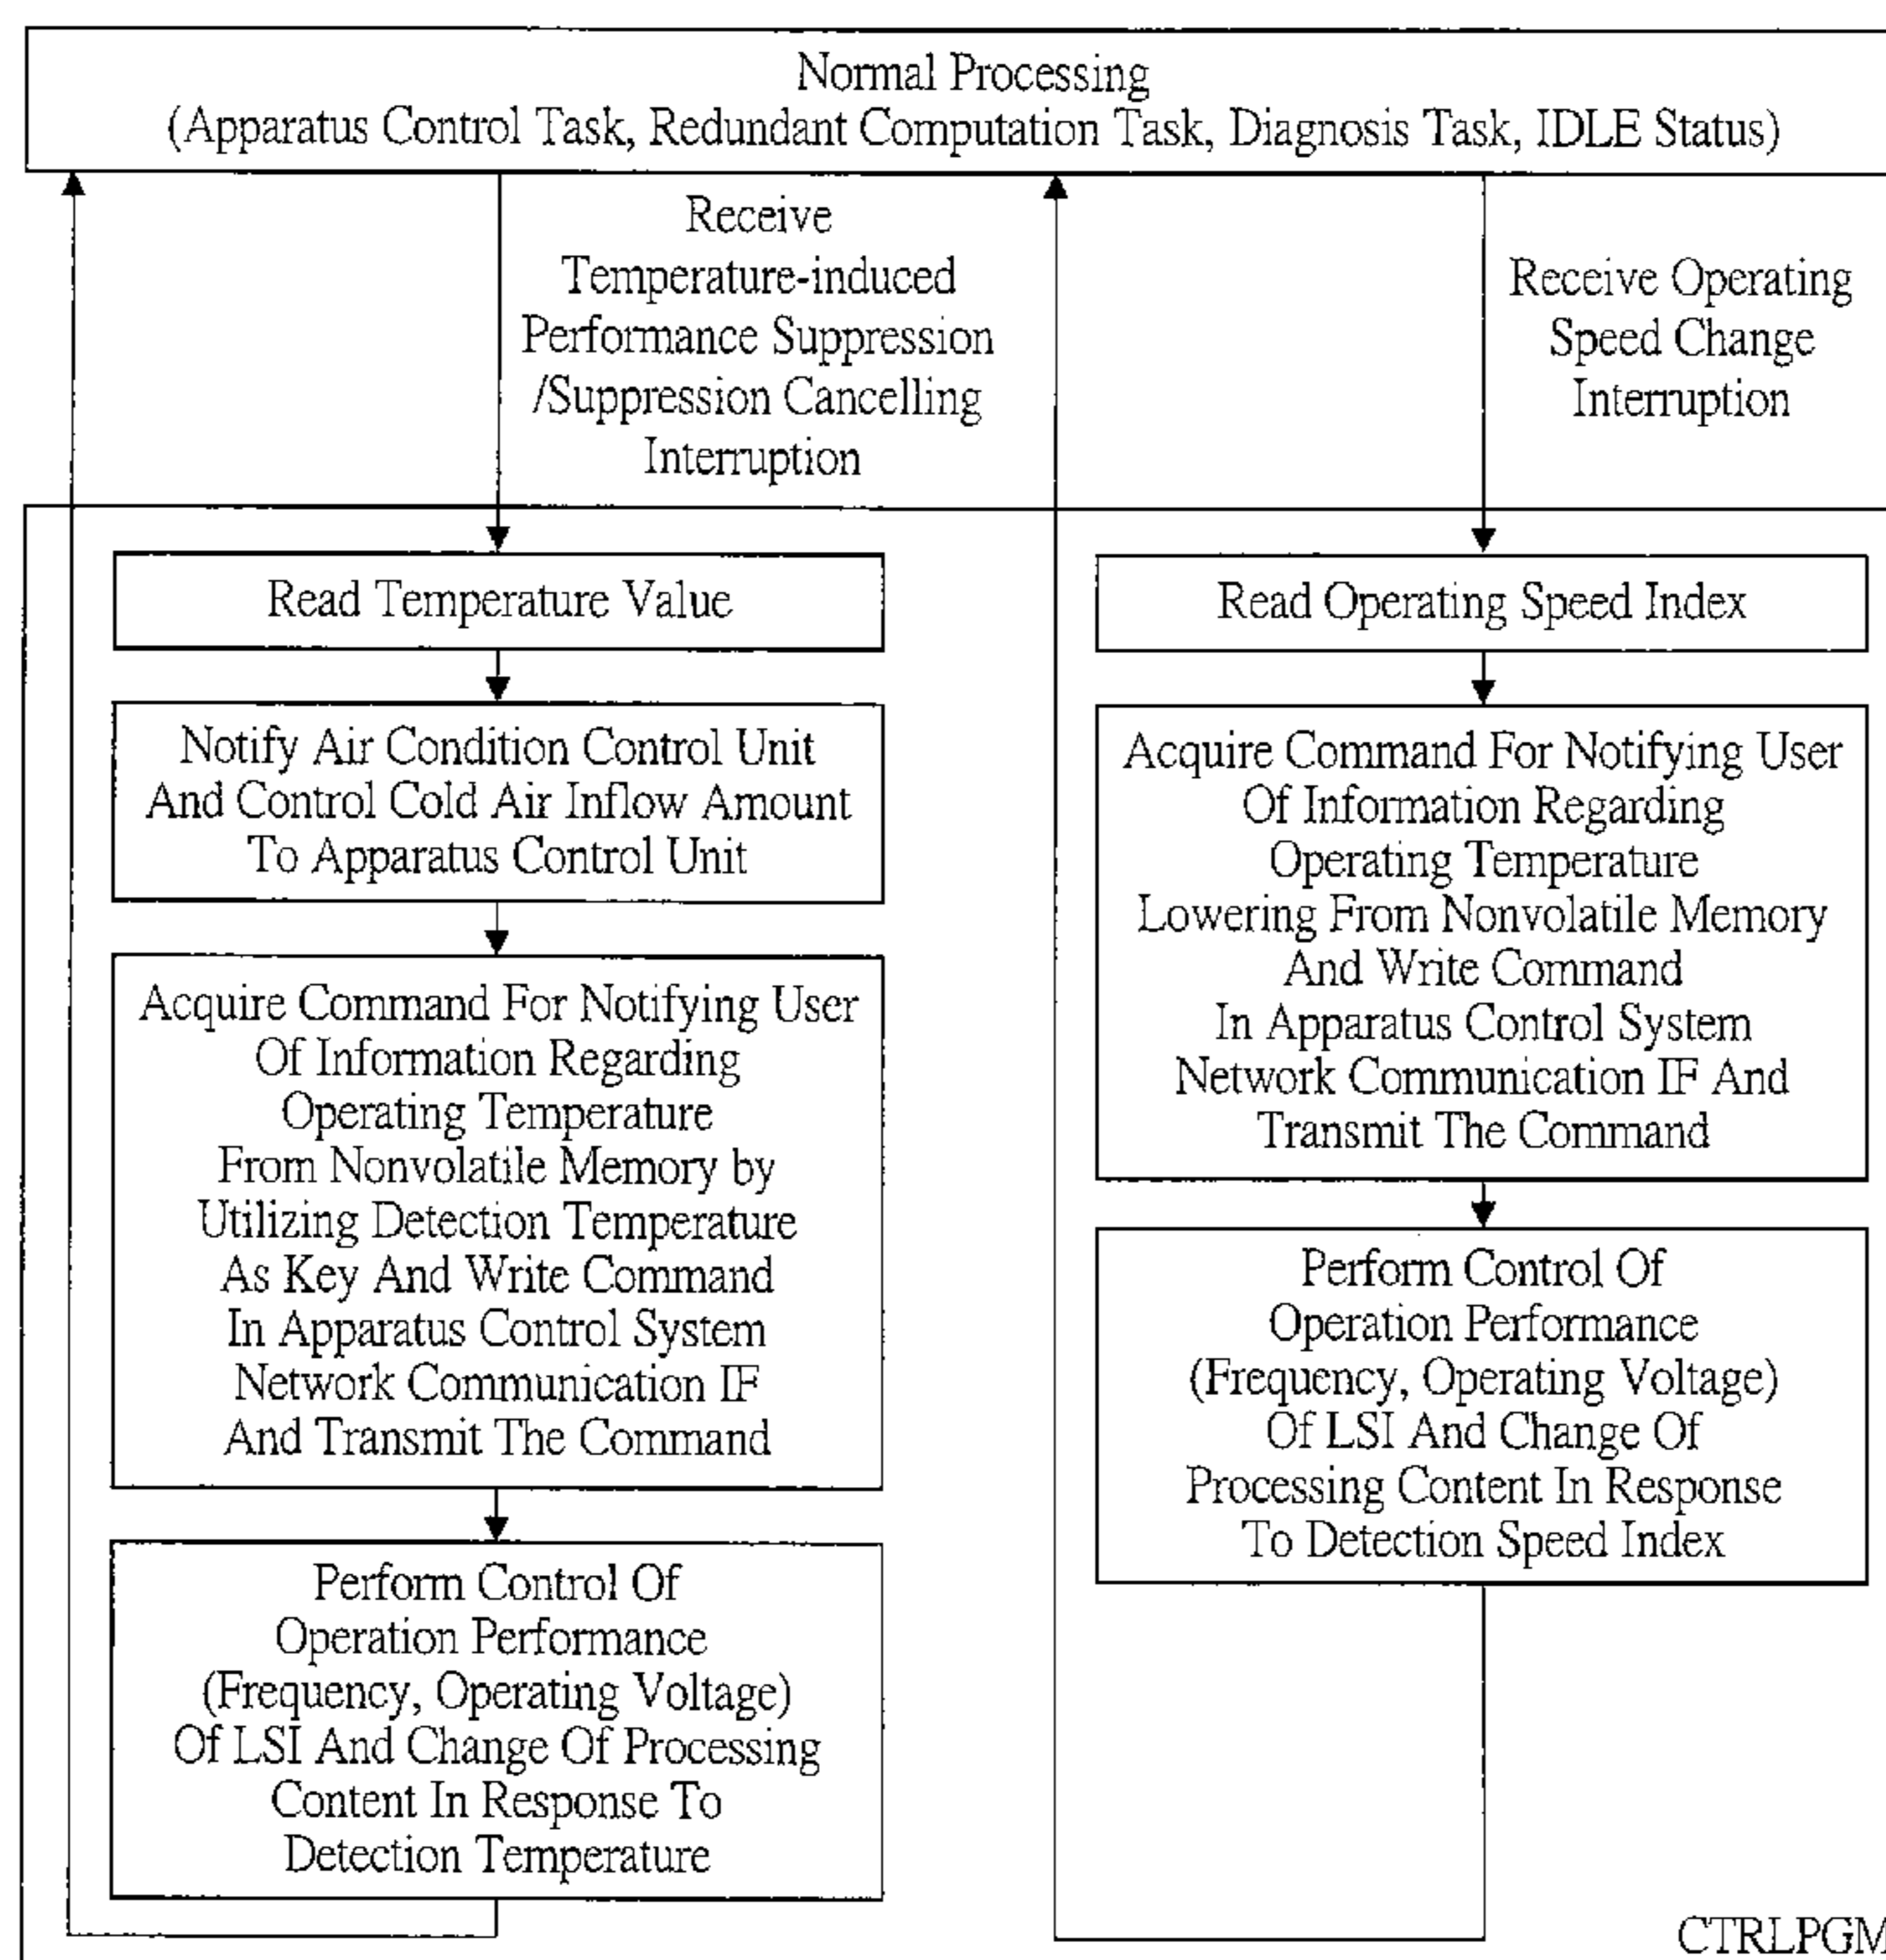 Normal Processing
(Apparatus Control Task, Redundant Computation Task, Diagnosis Task, IDLE Status)
Receive
Temperature-induced
Performance Suppression
/Suppression Cancelling
Interruption
Receive Operating
Speed Change
Interruption
Read Temperature Value
Notify Air Condition Control Unit
And Control Cold Air Inflow Amount
To Apparatus Control Unit
Acquire Command For Notifying User
Of Information Regarding
Operating Temperature
From Nonvolatile Memory by
Utilizing Detection Temperature
As Key And Write Command
In Apparatus Control System
Network Communication IF
And Transmit The Command
Perform Control Of
Operation Performance
(Frequency, Operating Voltage)
Of LSI And Change Of Processing
Content In Response To
Detection Temperature
Read Operating Speed Index
Acquire Command For Notifying User
Of Information Regarding
Operating Temperature
Lowering From Nonvolatile Memory
And Write Command
In Apparatus Control System
Network Communication IF And
Transmit The Command
Perform Control Of
Operation Performance
(Frequency, Operating Voltage)
Of LSI And Change Of
Processing Content In Response
To Detection Speed Index
CTRLPGM